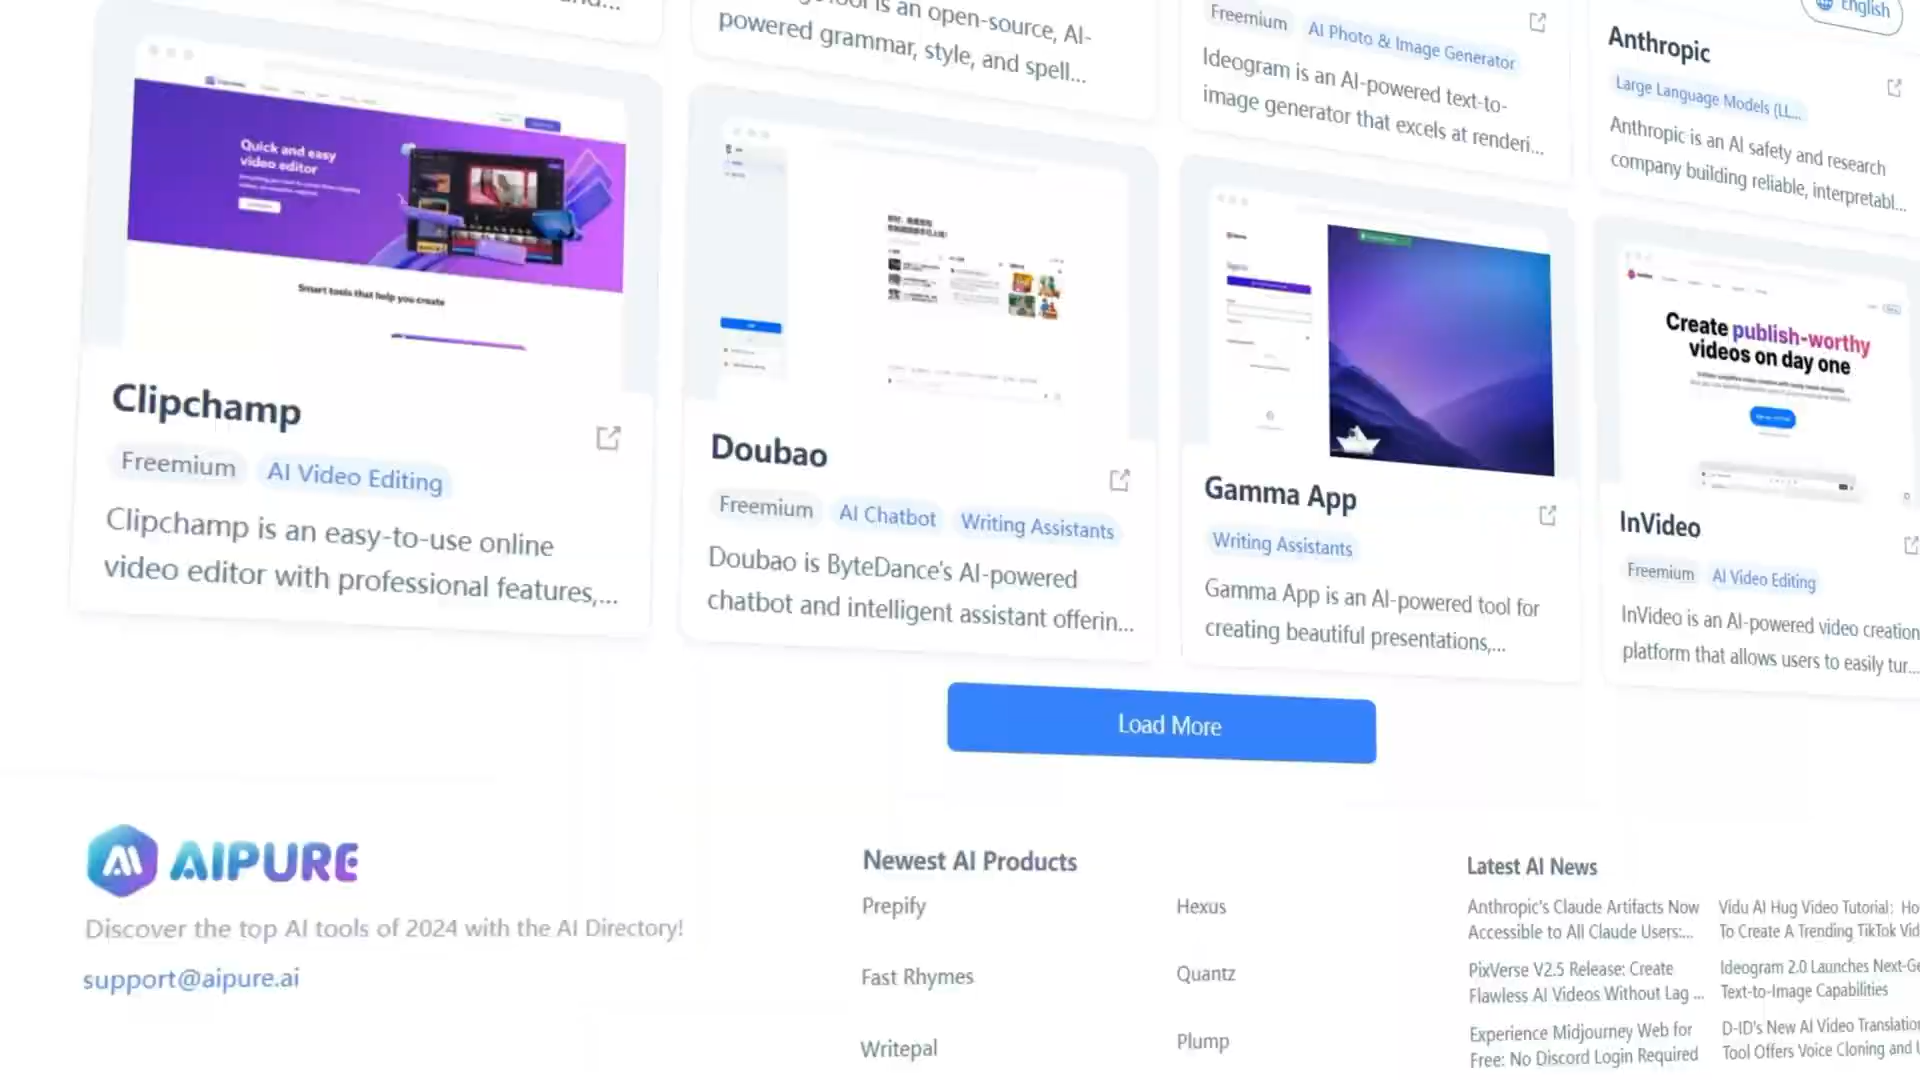 is an open-source, AI-
powered grammar, style, and spell...
Freemium
AI Photo & Image Generator
Ideogram is an AI-powered text-to-
image generator that excels at renderi...
English
Anthropic
Large Language Models (LL...
Anthropic is an AI safety and research
company building reliable, interpretabl...
Quick and easy
video editor
Smart tools that help you create
Clipchamp
Freemium
AI Video Editing
Clipchamp is an easy-to-use online
video editor with professional features,...
Doubao
Freemium
AI Chatbot
Writing Assistants
Doubao is ByteDance's AI-powered
chatbot and intelligent assistant offerin...
Gamma App
Writing Assistants
Gamma App is an AI-powered tool for
creating beautiful presentations,...
Create publish-worthy
videos on day one
InVideo
Freemium
AI Video Editing
InVideo is an AI-powered video creation
platform that allows users to easily tur...
Load More
AI AIPURE
Discover the top AI tools of 2024 with the AI Directory!
support@aipure.ai
Newest AI Products
Prepify
Hexus
Fast Rhymes
Quantz
Writepal
Plump
Latest AI News
Anthropic's Claude Artifacts Now
Accessible to All Claude Users:...
Vidu AI Hug Video Tutorial: Ho
To Create A Trending TikTok Vid
PixVerse V2.5 Release: Create
Flawless AI Videos Without Lag ...
Ideogram 2.0 Launches Next-Ge
Text-to-Image Capabilities
Experience Midjourney Web for
Free: No Discord Login Required
D-ID's New AI Video Translation
Tool Offers Voice Cloning and